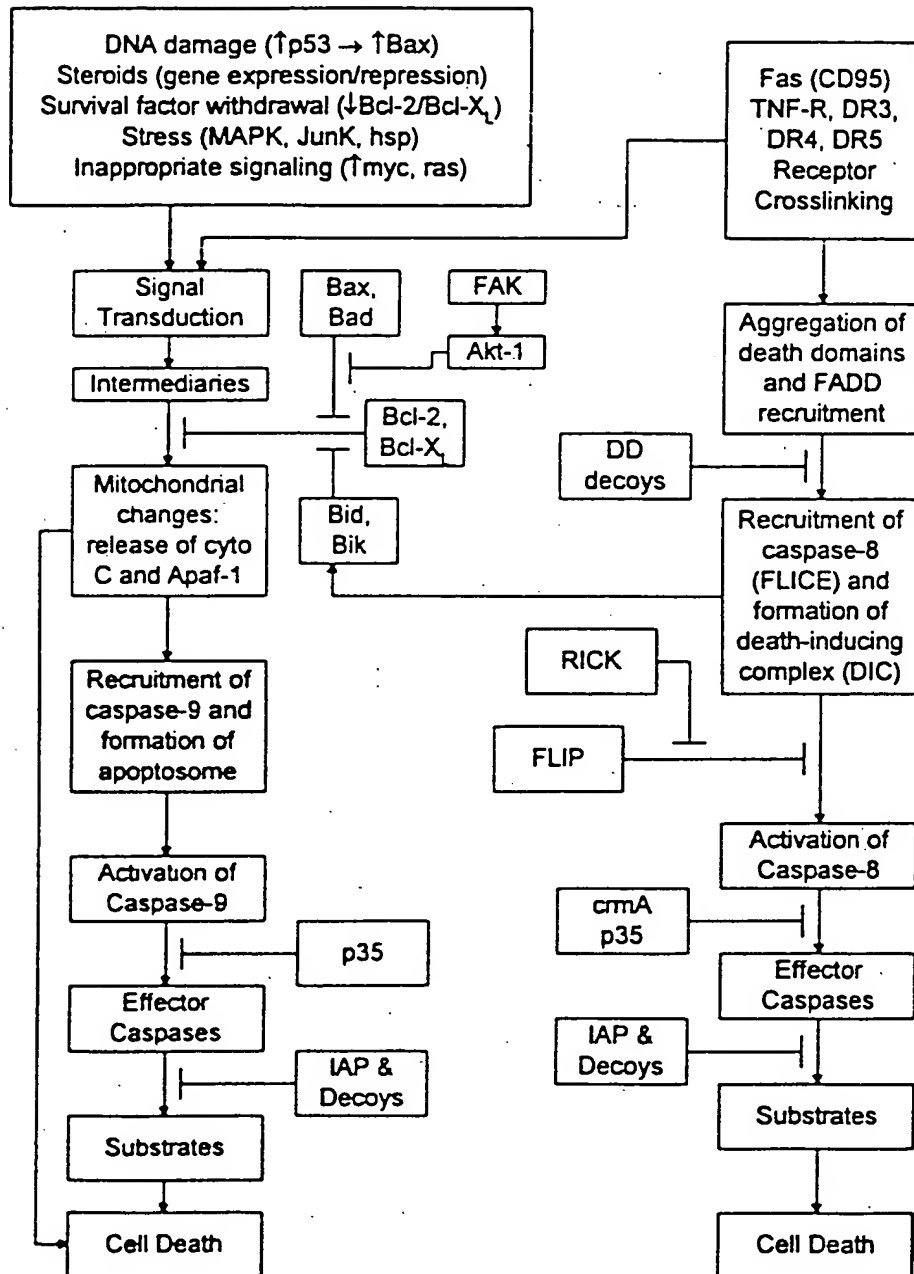 DNA damage (↑p53 → ↑Bax)
Steroids (gene expression/repression)
Survival factor withdrawal (↓Bcl-2/Bcl-X_L)
Stress (MAPK, JunK, hsp)
Inappropriate signaling (↑myc, ras)
Fas (CD95)
TNF-R, DR3,
DR4, DR5
Receptor
Crosslinking
Signal
Transduction
Bax,
Bad
FAK
Akt-1
Intermediaries
Bcl-2,
Bcl-X_L
Aggregation of
death domains
and FADD
recruitment
DD
decoys
Mitochondrial
changes:
release of cyto
C and Apaf-1
Bid,
Bik
Recruitment of
caspase-8
(FLICE) and
formation of
death-inducing
complex (DIC)
RICK
FLIP
Recruitment of
caspase-9 and
formation of
apoptosome
Activation of
Caspase-9
Activation of
Caspase-8
p35
crmA
p35
Effector
Caspases
Effector
Caspases
IAP &
Decoys
IAP &
Decoys
Substrates
Substrates
Cell Death
Cell Death